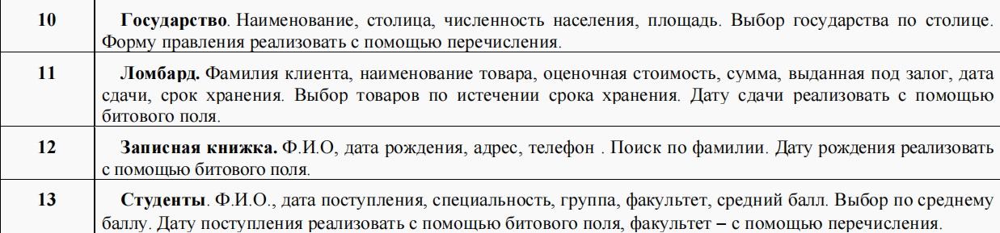 10 Государство. Наименование, столица, численность населения, площадь. Выбор государства по столице.
Форму правления реализовать с помощью перечисления.
11 Ломбард. Фамилия клиента, наименование товара, оценочная стоимость, сумма, выданная под залог, дата
сдачи, срок хранения. Выбор товаров по истечении срока хранения. Дату сдачи реализовать с помощью
битового поля.
12 Записная книжка. Ф.И.О, дата рождения, адрес, телефон . Поиск по фамилии. Дату рождения реализовать
с помощью битового поля.
13 Студенты. Ф.И.О., дата поступления, специальность, группа, факультет, средний балл. Выбор по среднему
баллу. Дату поступления реализовать с помощью битового поля, факультет – с помощью перечисления.